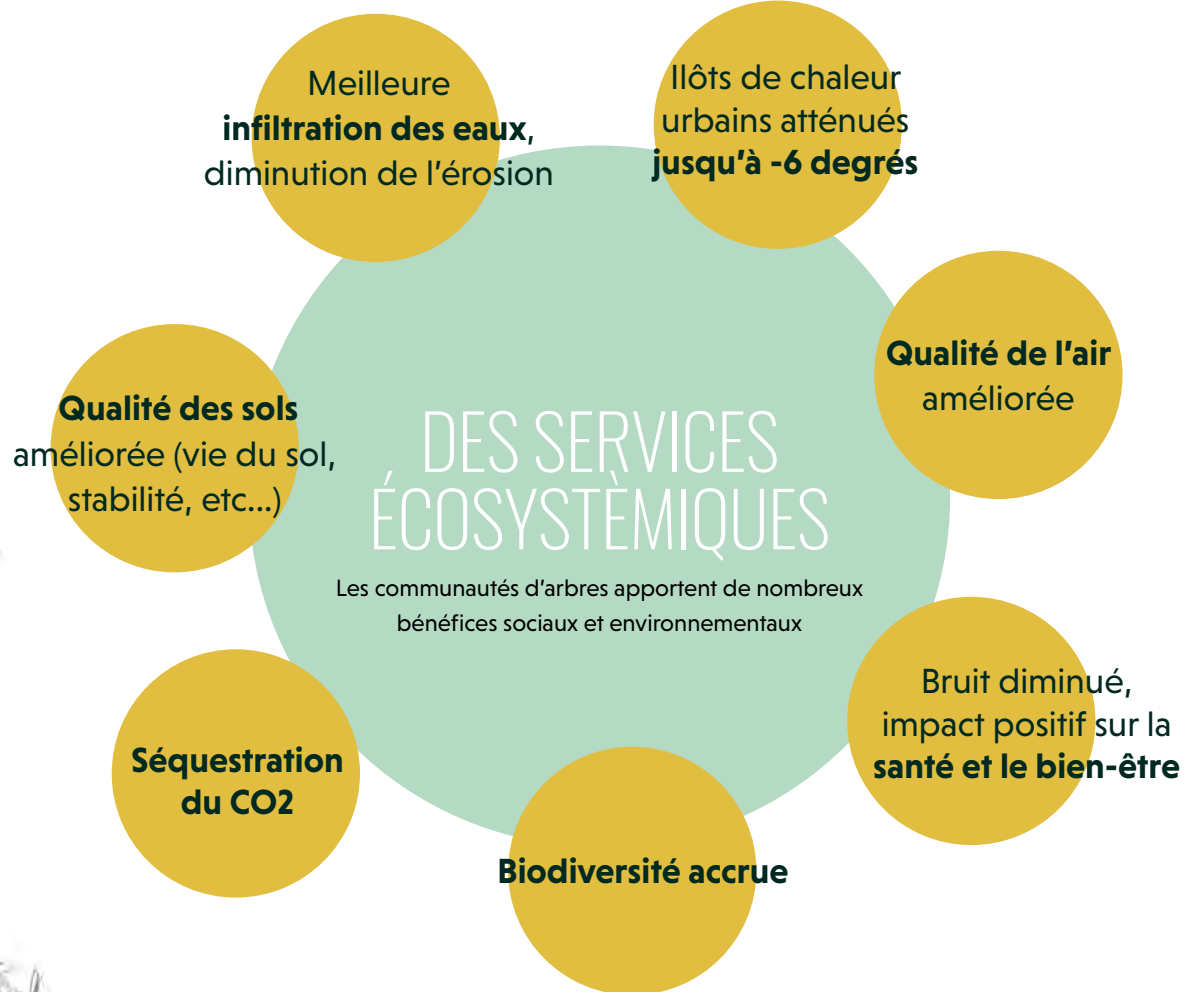 Meilleure
infiltration des eaux,
diminution de l'érosion
Ilôts de chaleur
urbains atténués
jusqu'à -6 degrés
Qualité de l'air
améliorée
Qualité des sols
améliorée (vie du sol,
stabilité, etc...)
DES SERVICES
ÉCOSYSTÈMIQUES
Les communautés d'arbres apportent de nombreux
bénéfices sociaux et environnementaux
Bruit diminué,
impact positif sur la
santé et le bien-être
Séquestration
du CO2
Biodiversité accrue